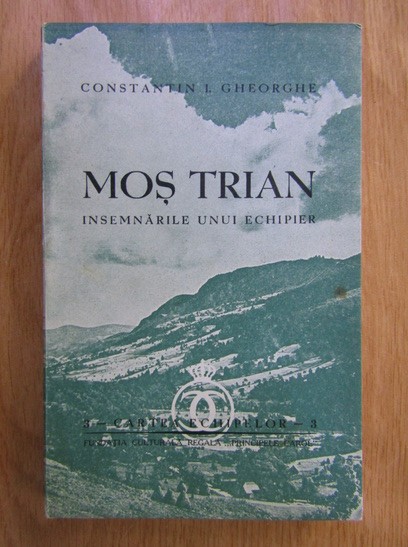 CONSTANTIN I. GHEORGHE
MOȘ TRIAN
INSEMNĂRILE UNUI ECHIPIER
3 — CARTEA ECHIPELOR — 3
FUNDAȚIA CULTURALĂ REGALĂ „PRINCIPELE CAROL"